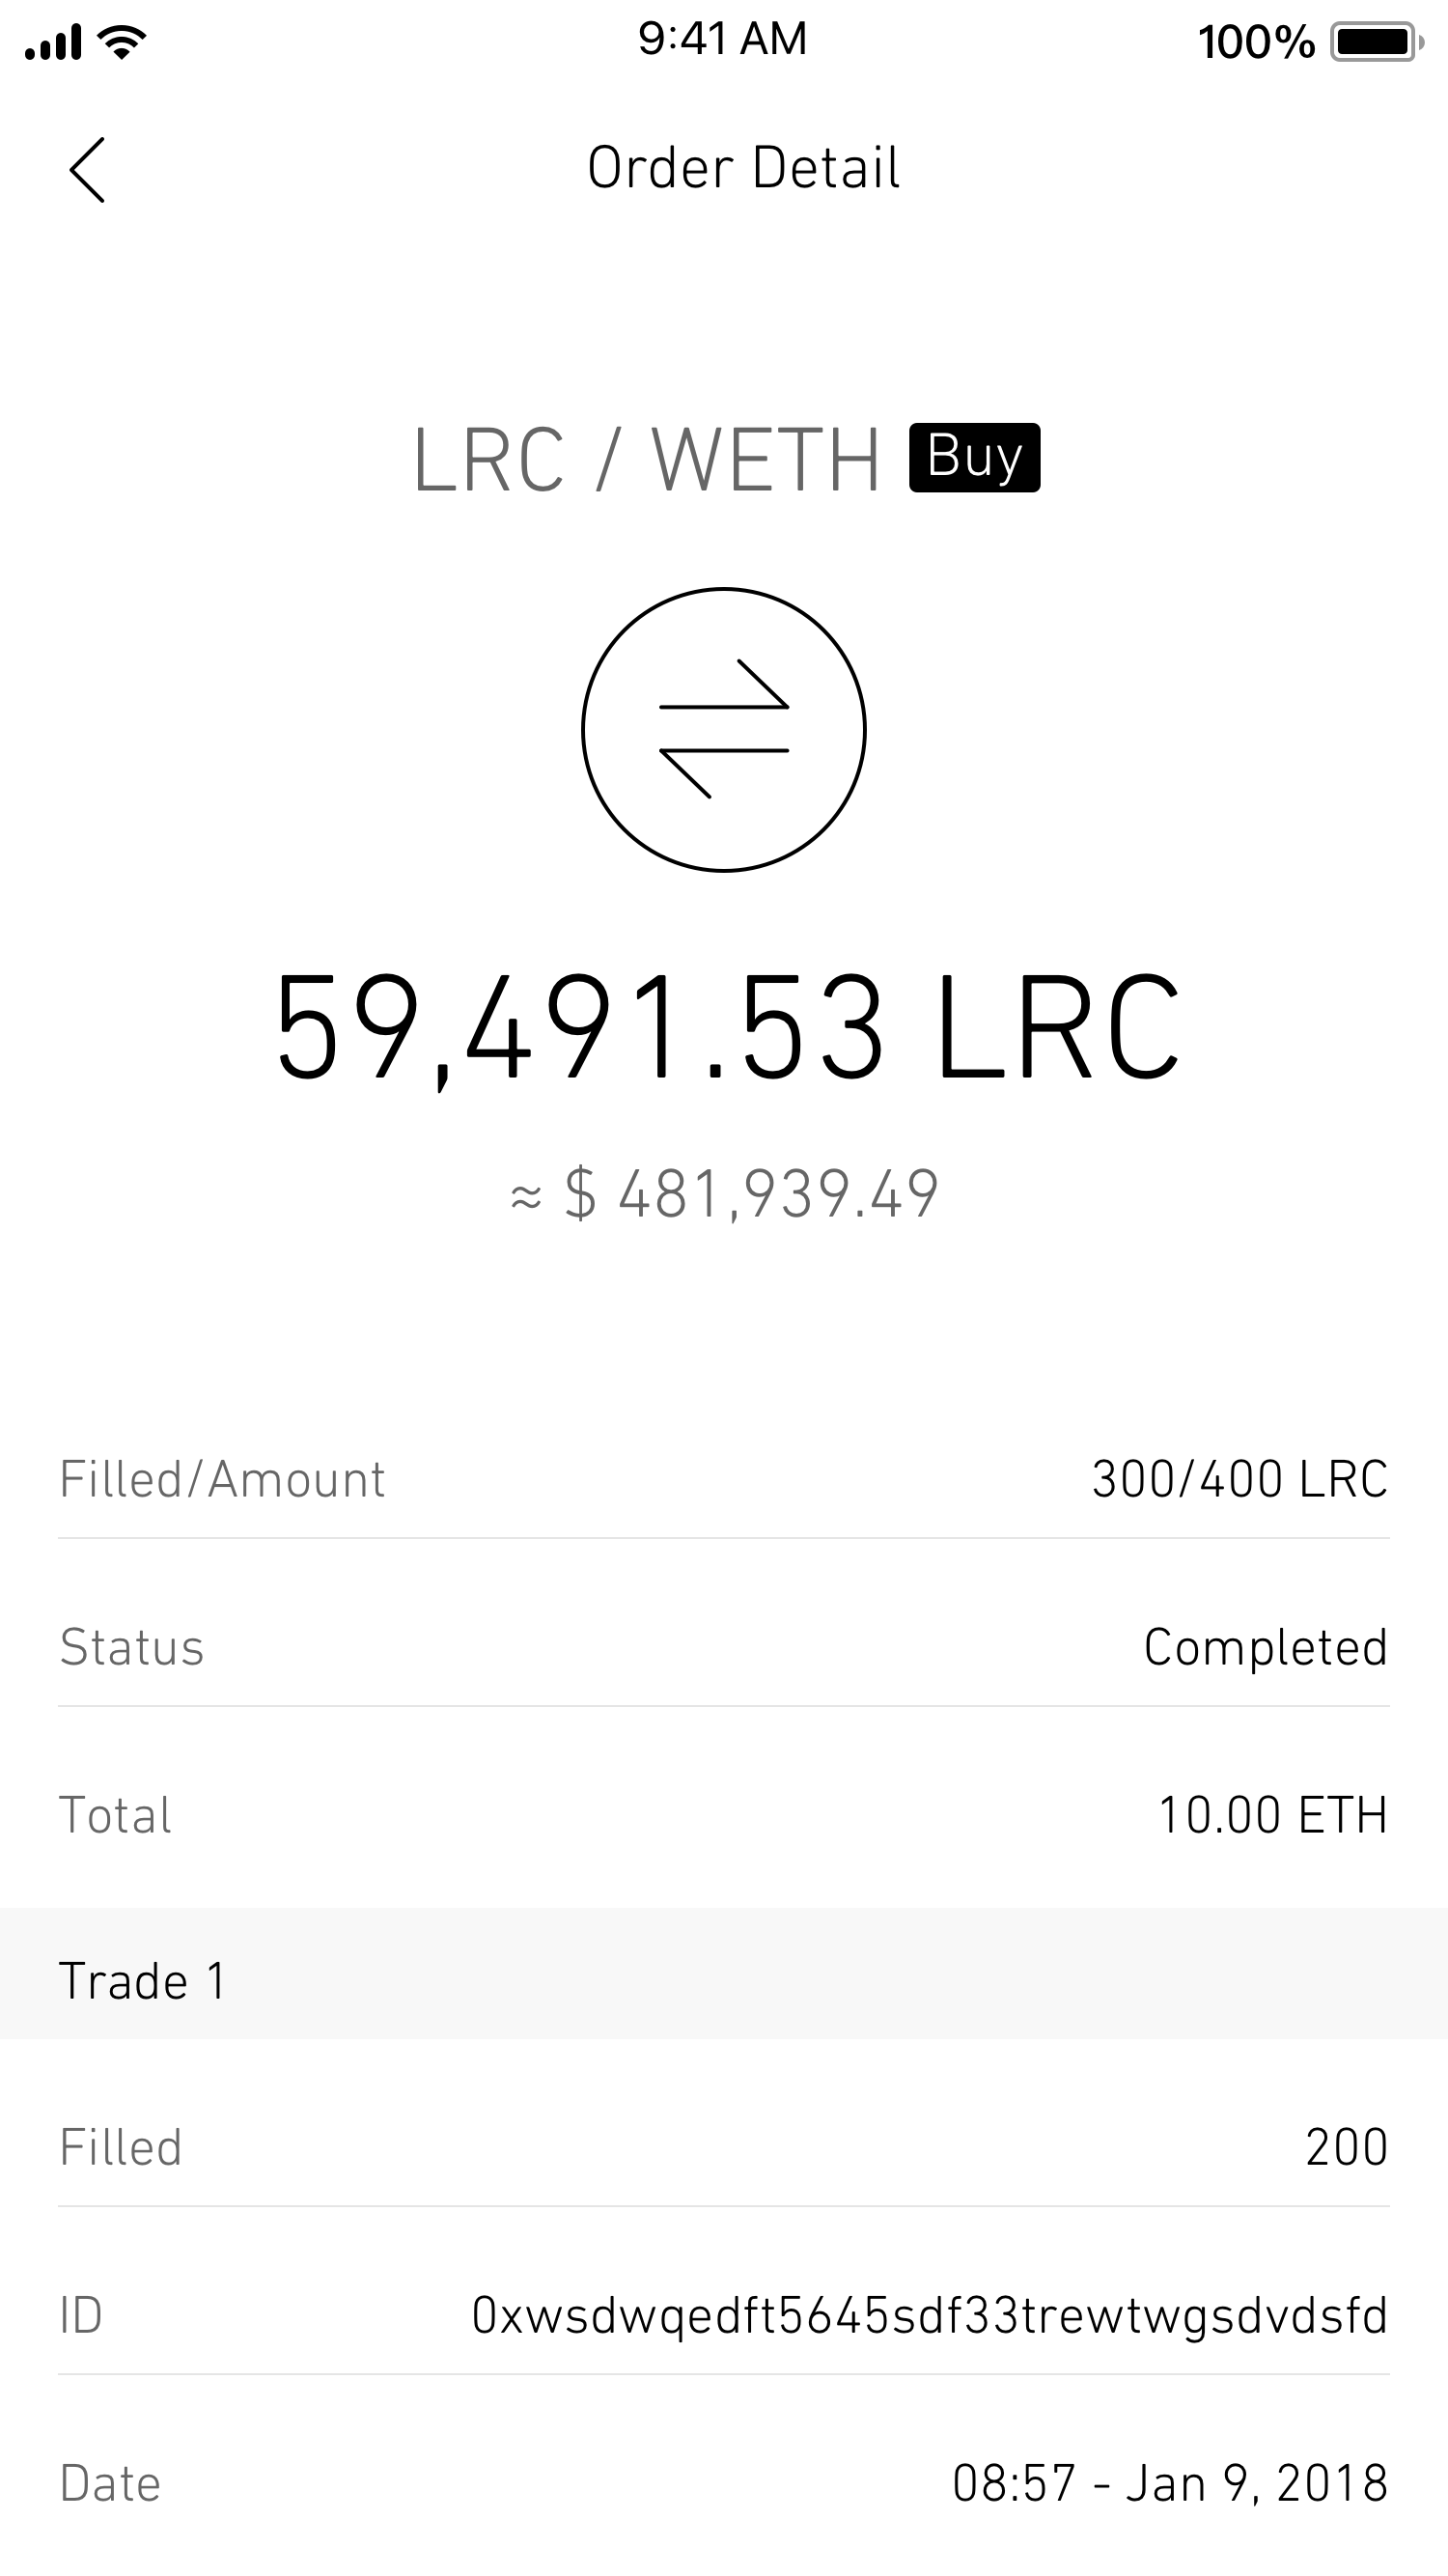 9:41 AM
100%
Order Detail
LRC / WETH Buy
59,491.53 LRC
≈ $ 481,939.49
Filled/Amount 300/400 LRC
Status Completed
Total 10.00 ETH
Trade 1
Filled 200
ID 0xwsdwqedft5645sdf33trewtwgsdvdsfd
Date 08:57 - Jan 9, 2018